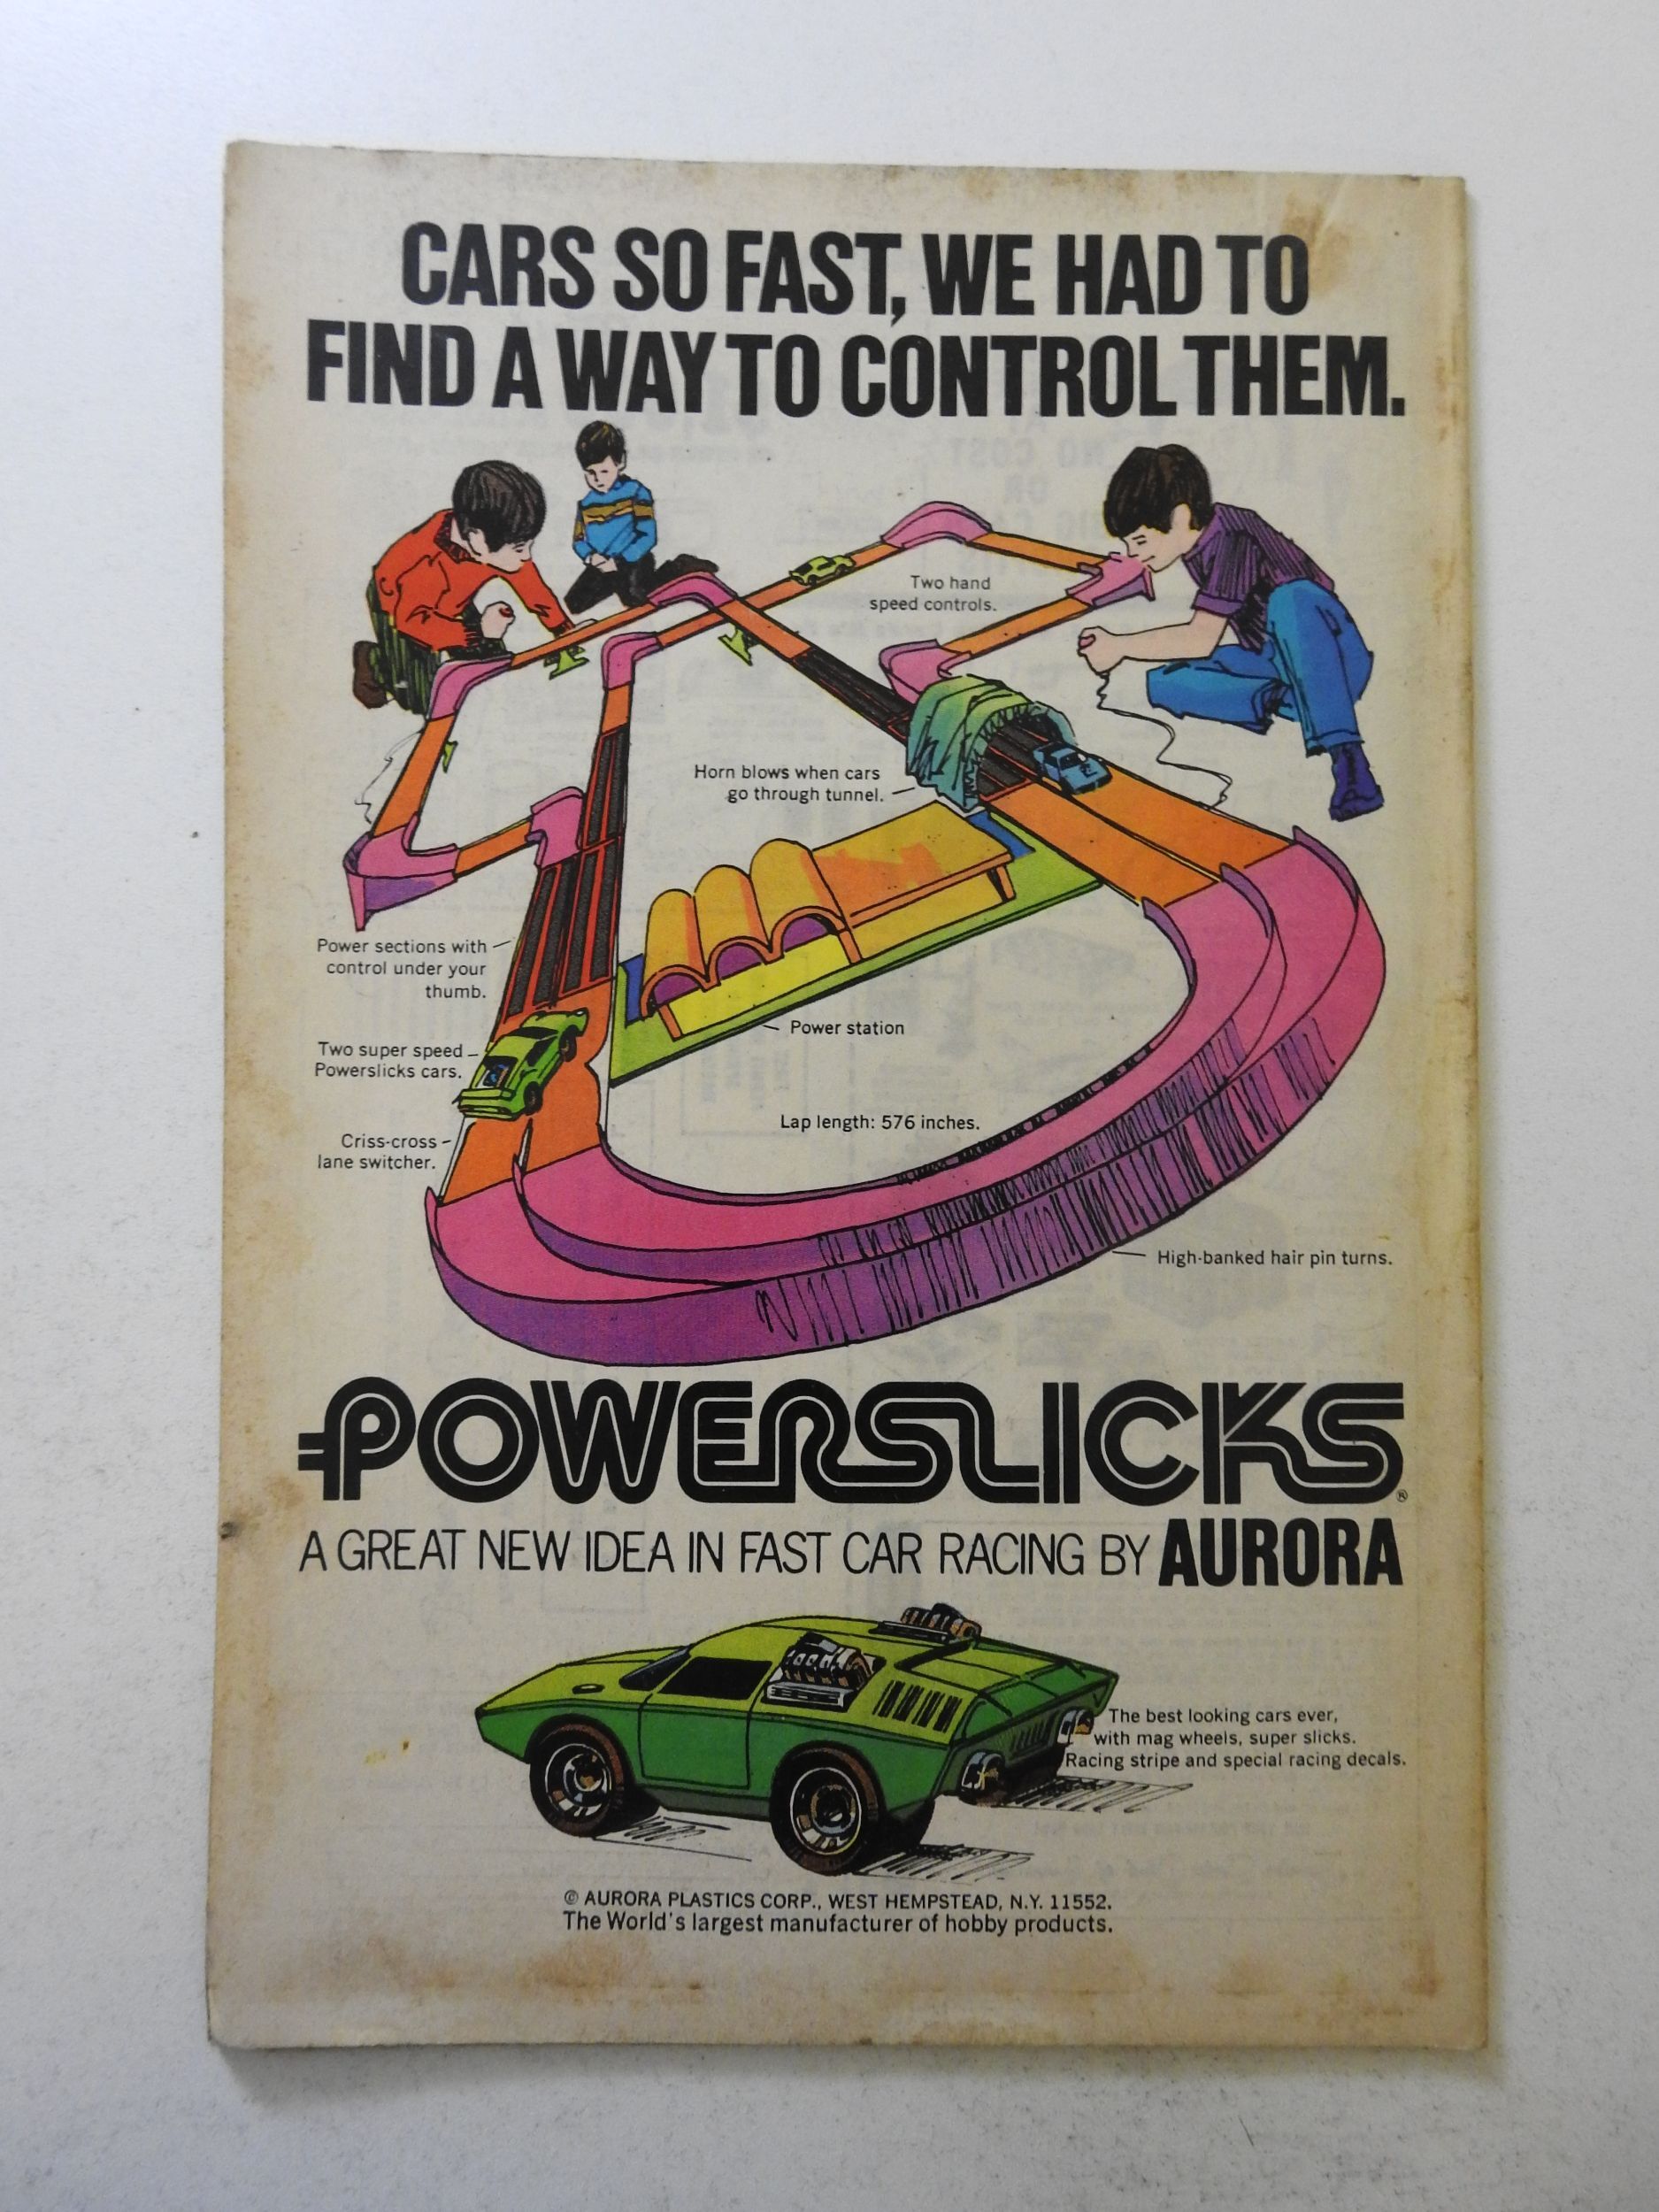 CARS SO FAST, WE HAD TO
FIND A WAY TO CONTROL THEM.
Two hand
speed controls.
Horn blows when cars
go through tunnel.
Power sections with
control under your
thumb.
Power station
Two super speed
Powerslicks cars.
Lap length: 576 inches.
Criss-cross
lane switcher.
High-banked hair pin turns.
POWERSLICKS®
A GREAT NEW IDEA IN FAST CAR RACING BY AURORA
The best looking cars ever,
with mag wheels, super slicks.
Racing stripe and special racing decals.
© AURORA PLASTICS CORP., WEST HEMPSTEAD, N.Y. 11552.
The World's largest manufacturer of hobby products.